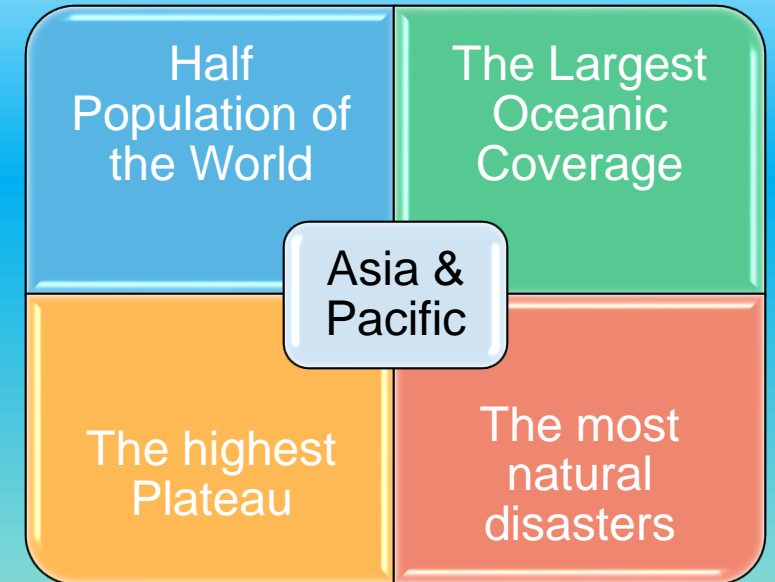 Half
Population of
the World
The Largest
Oceanic
Coverage
Asia &
Pacific
The highest
Plateau
The most
natural
disasters